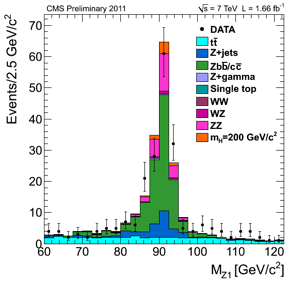 CMS Preliminary 2011 √s = 7 TeV L = 1.66 fb⁻¹
Events/2.5 GeV/c²
70
60
50
40
30
20
10
0
DATA
tt̄
Z+jets
Zbb̄/cc̄
Z+gamma
Single top
WW
WZ
ZZ
m_H=200 GeV/c²
60 70 80 90 100 110 120
M_Z1 [GeV/c²]